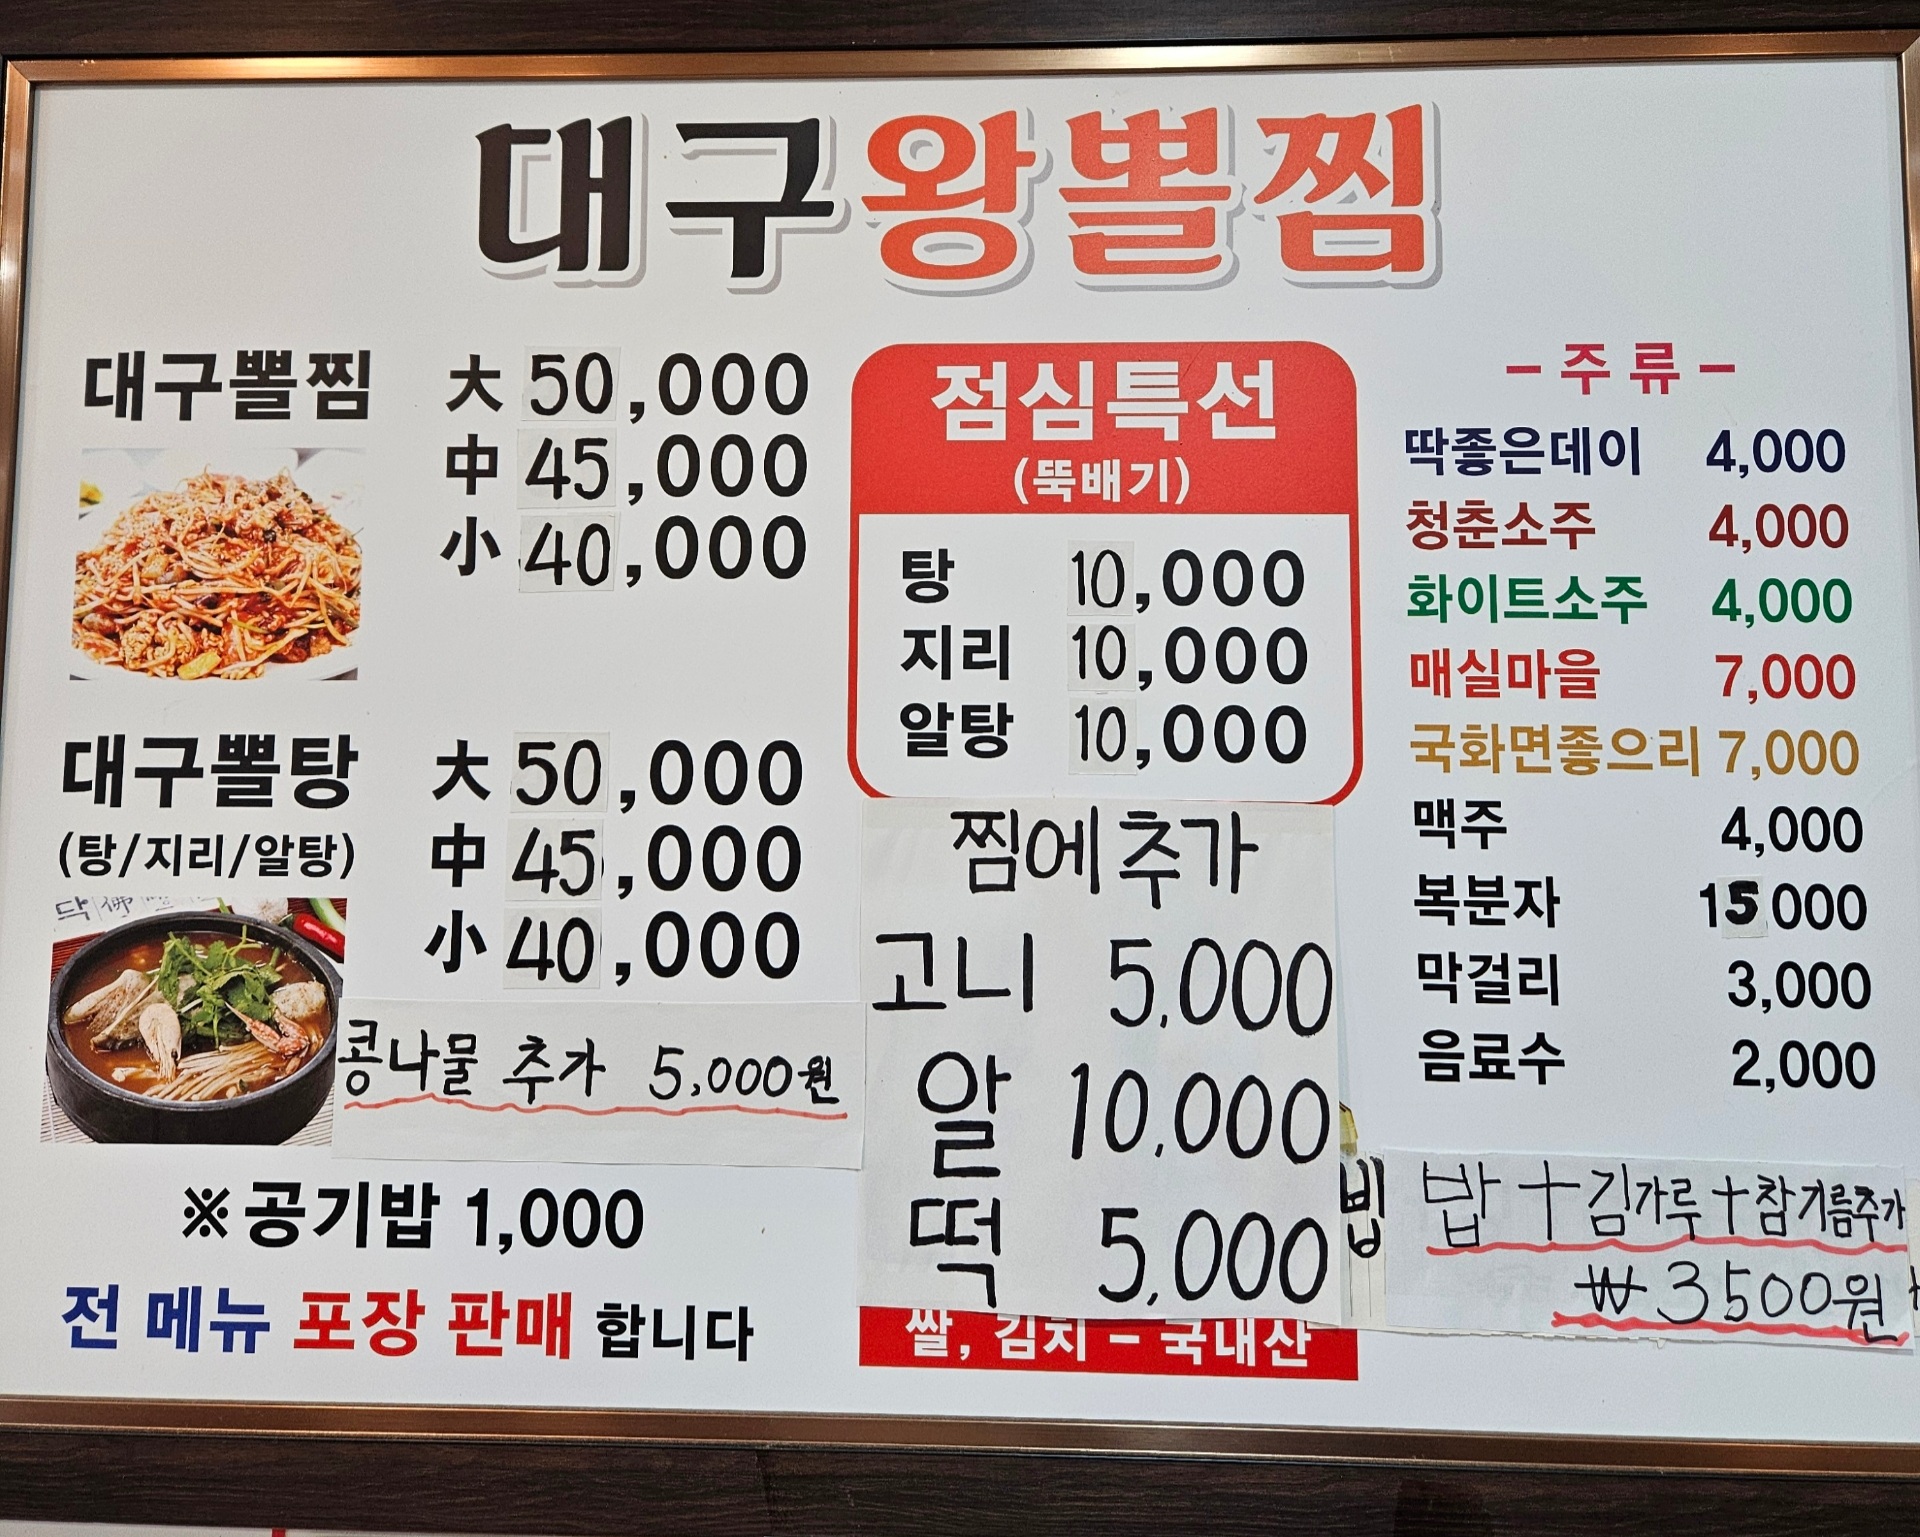 대구왕뽈찜
대구뽈찜 大 50,000
中 45,000
小 40,000
대구뽈탕 大 50,000
(탕/지리/알탕) 中 45,000
小 40,000
콩나물 추가 5,000원
※공기밥 1,000
전 메뉴 포장 판매 합니다
점심특선
(뚝배기)
탕 10,000
지리 10,000
알탕 10,000
찜에추가
고니 5,000
알 10,000
떡 5,000
쌀, 김치 - 국내산
- 주 류 -
딱좋은데이 4,000
청춘소주 4,000
화이트소주 4,000
매실마을 7,000
국화면좋으리 7,000
맥주 4,000
복분자 15,000
막걸리 3,000
음료수 2,000
밥+김가루+참기름추가
₩3500원